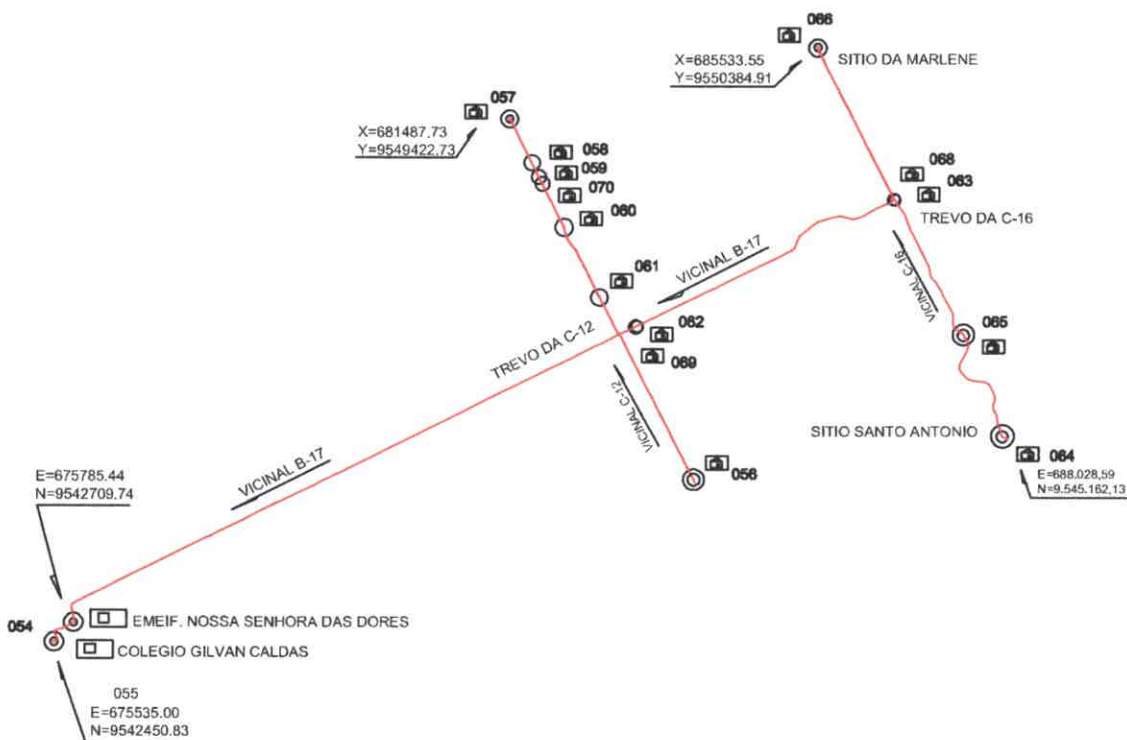 066
X=685533.55
Y=9550384.91
SITIO DA MARLENE
057
X=681487.73
Y=9549422.73
058
059
070
060
068
063
TREVO DA C-16
061
VICINAL B-17
VICINAL C-16
062
069
TREVO DA C-12
065
VICINAL C-12
SITIO SANTO ANTONIO
064
E=688.028,59
N=9.545.162,13
056
VICINAL B-17
E=675785.44
N=9542709.74
054
EMEIF. NOSSA SENHORA DAS DORES
COLEGIO GILVAN CALDAS
055
E=675535.00
N=9542450.83